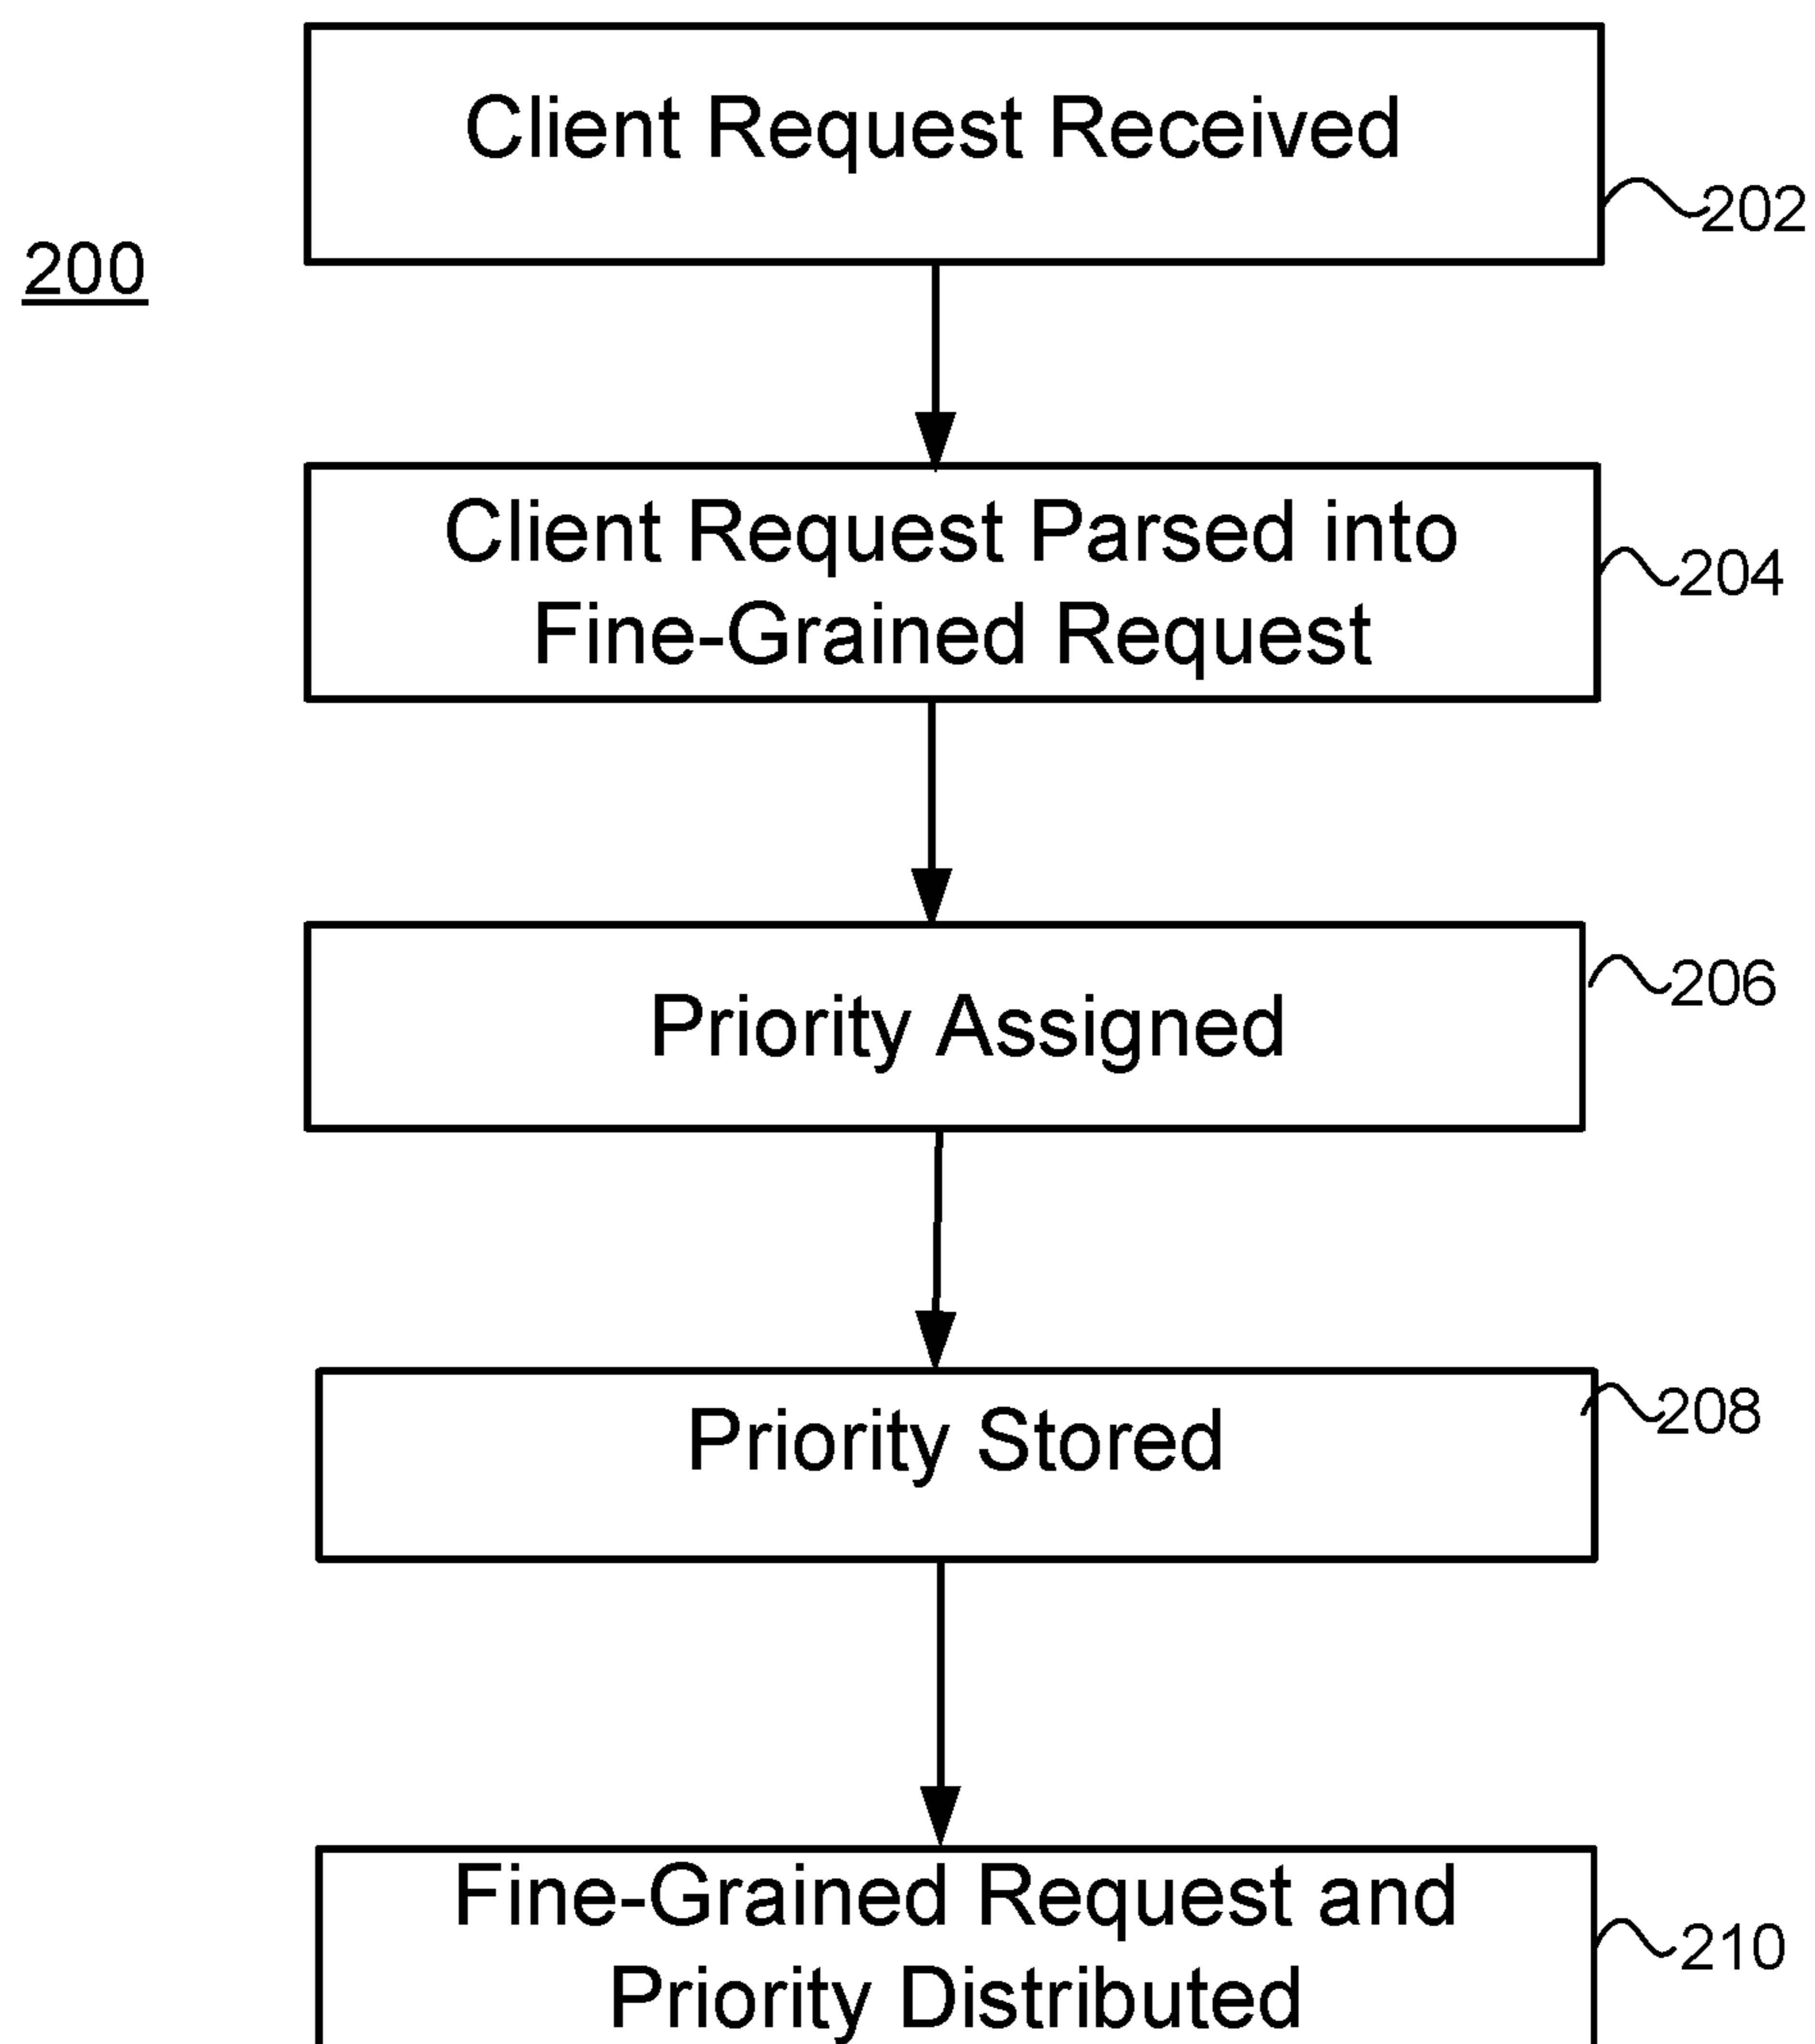 Client Request Received
202
200
Client Request Parsed into
Fine-Grained Request
204
Priority Assigned
206
Priority Stored
208
Fine-Grained Request and
Priority Distributed
210